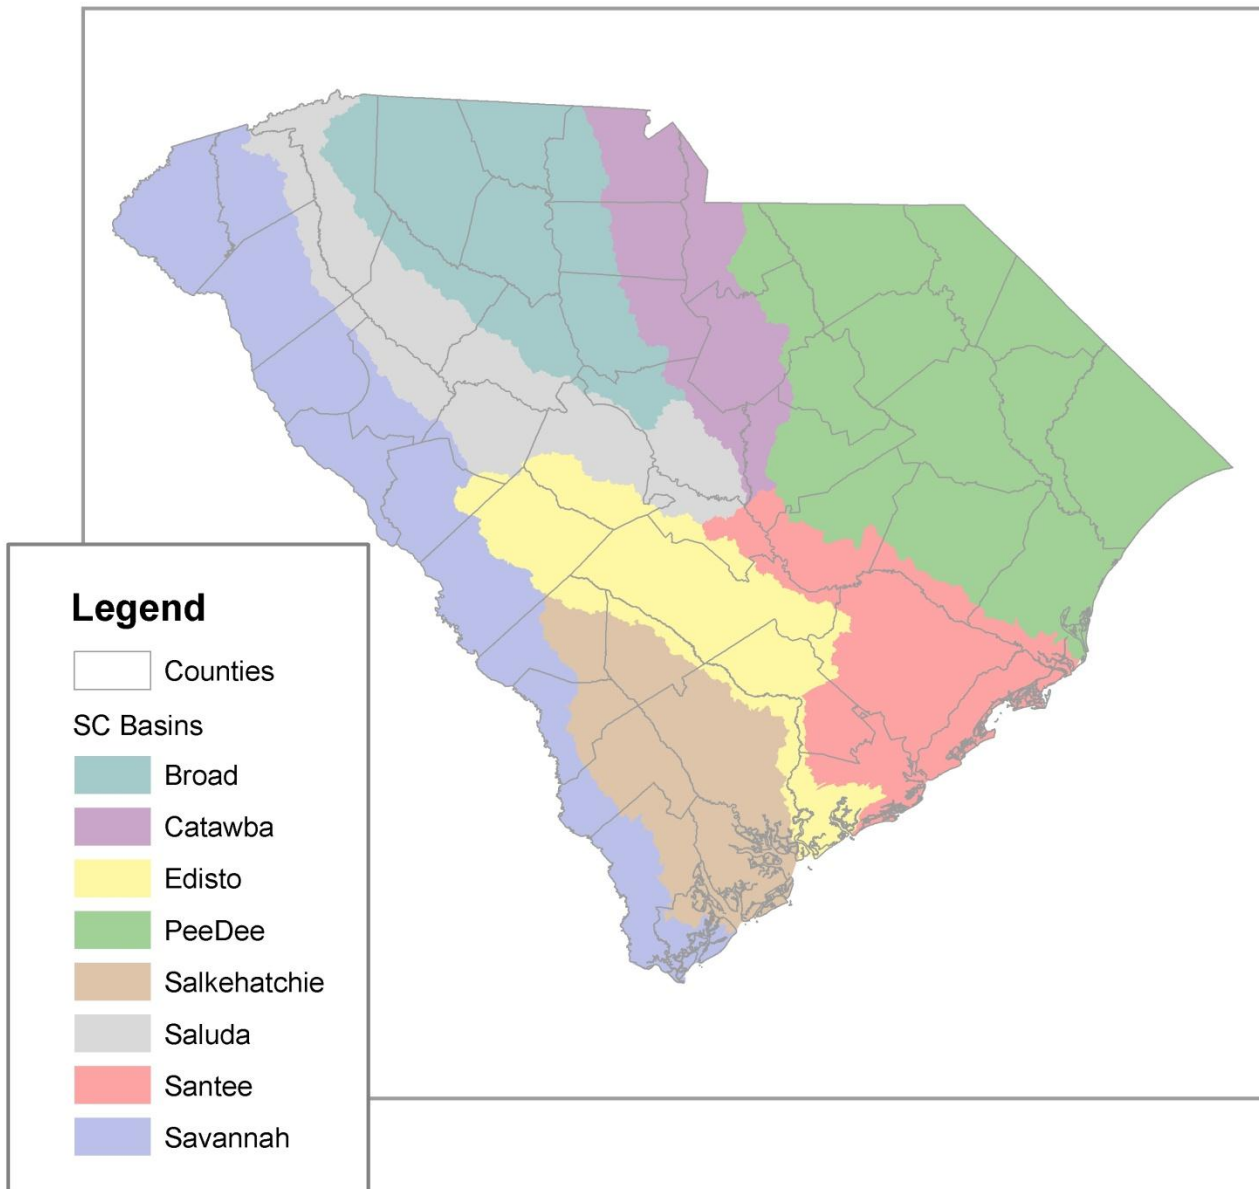 Legend
Counties
SC Basins
Broad
Catawba
Edisto
PeeDee
Salkehatchie
Saluda
Santee
Savannah